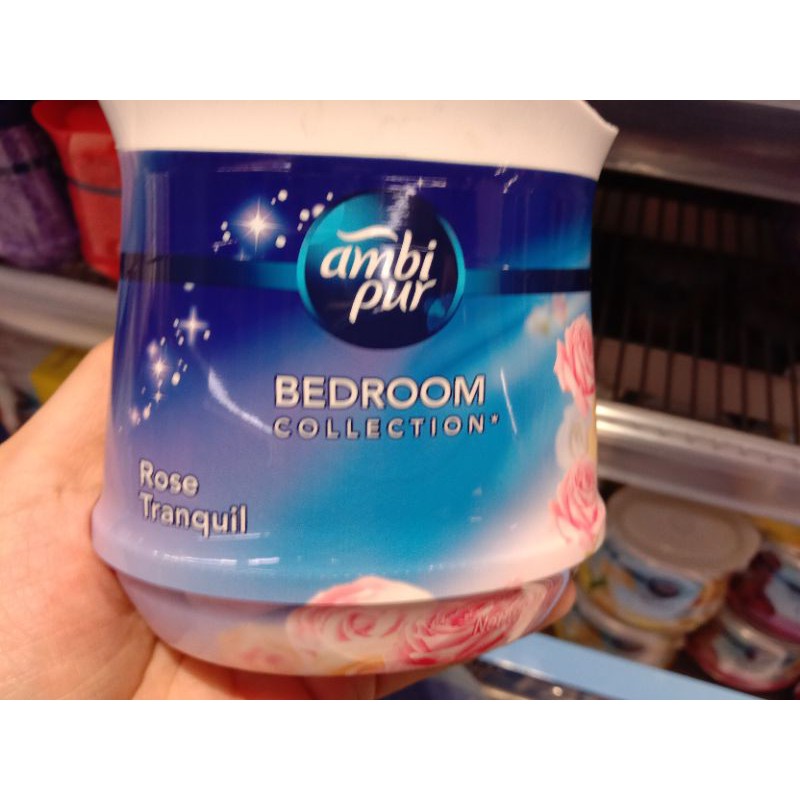 ambi
pur
BEDROOM
COLLECTION*
Rose
Tranquil